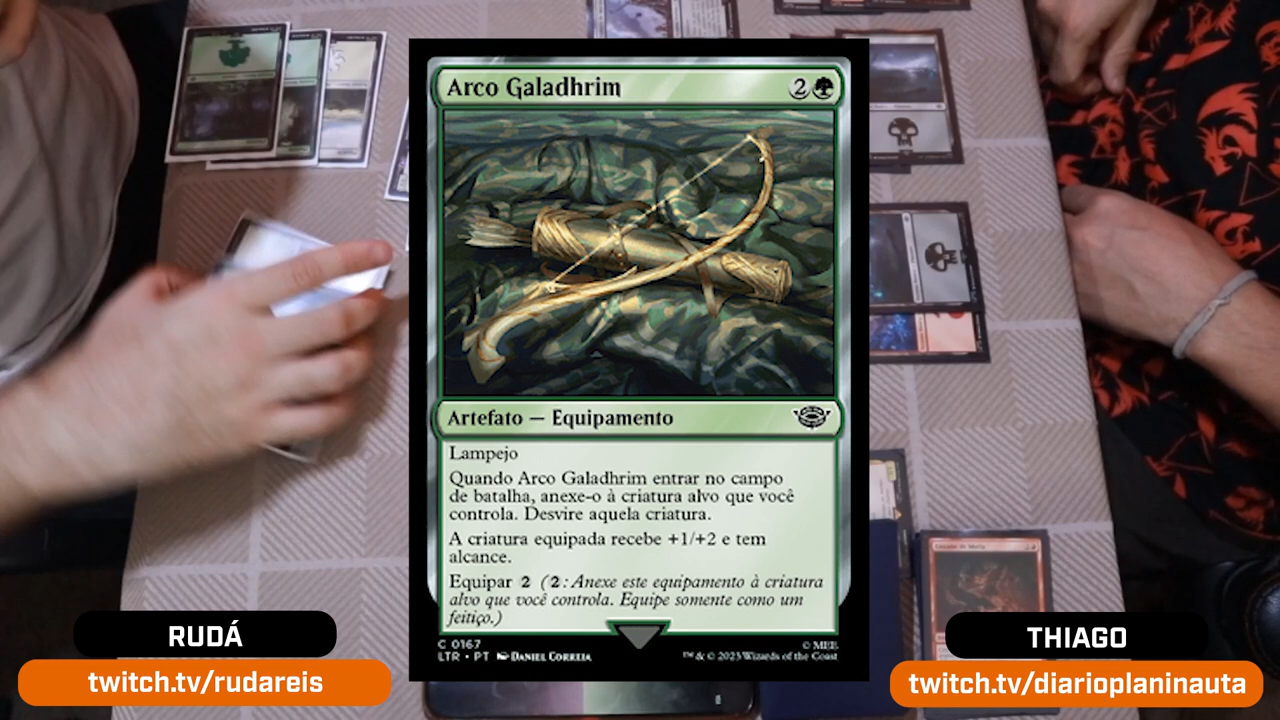 Arco Galadhrim 2
Artefato — Equipamento
Lampejo
Quando Arco Galadhrim entrar no campo
de batalha, anexe-o à criatura alvo que você
controla. Desvire aquela criatura.
A criatura equipada recebe +1/+2 e tem
alcance.
Equipar 2 (2: Anexe este equipamento à criatura
alvo que você controla. Equipe somente como um
feitiço.)
C 0167
LTR • PT DANIEL CORREIA
© MEE
™ & © 2023 Wizards of the Coast
RUDÁ
twitch.tv/rudareis
THIAGO
twitch.tv/diarioplaninauta